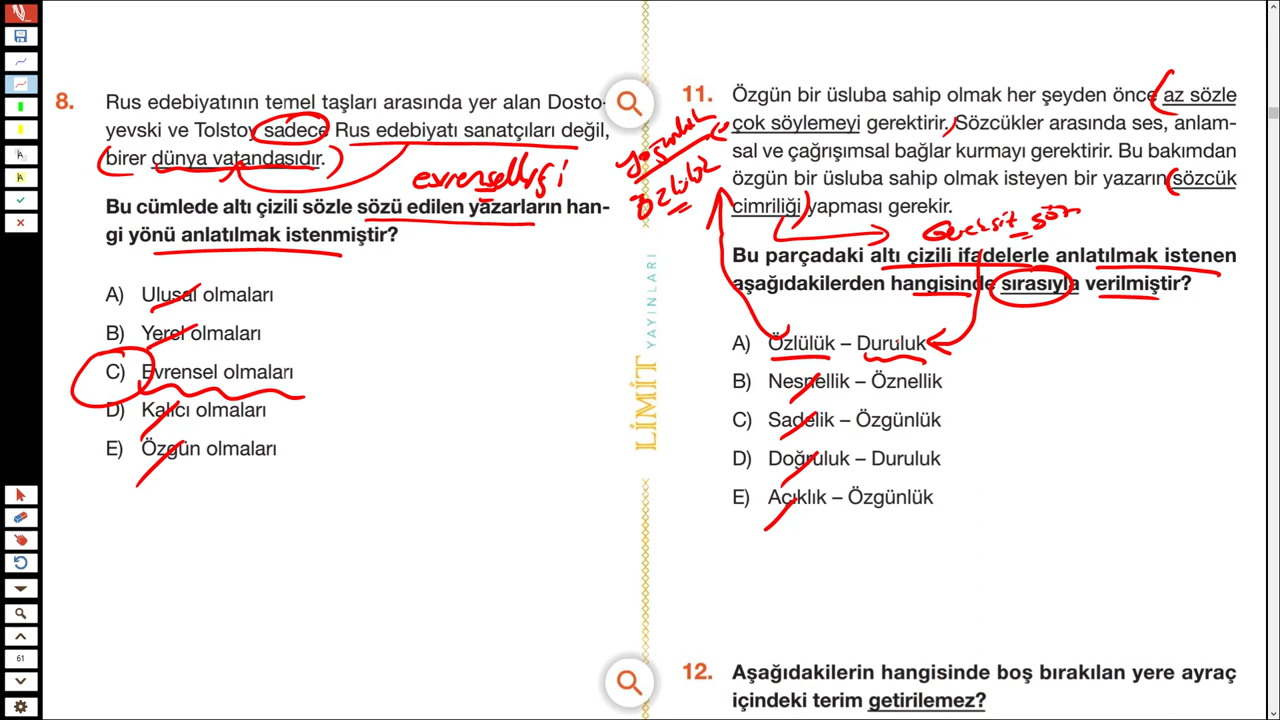 8. Rus edebiyatının temel taşları arasında yer alan Dosto-
yevski ve Tolstoy sadece Rus edebiyatı sanatçıları değil,
birer dünya vatandaşıdır.
evrenselliği
Bu cümlede altı çizili sözle sözü edilen yazarların han-
gi yönü anlatılmak istenmiştir?
A) Ulusal olmaları
B) Yerel olmaları
C) Evrensel olmaları
D) Kalıcı olmaları
E) Özgün olmaları
LİMİT YAYINLARI
11. Özgün bir üsluba sahip olmak her şeyden önce az sözle
çok söylemeyi gerektirir. Sözcükler arasında ses, anlam-
sal ve çağrışımsal bağlar kurmayı gerektirir. Bu bakımdan
özgün bir üsluba sahip olmak isteyen bir yazarın sözcük
cimriliği yapması gerekir.
yoğunluk
özlülük
gereksiz söz
Bu parçadaki altı çizili ifadelerle anlatılmak istenen
aşağıdakilerden hangisinde sırasıyla verilmiştir?
A) Özlülük – Duruluk
B) Nesnellik – Öznellik
C) Sadelik – Özgünlük
D) Doğruluk – Duruluk
E) Açıklık – Özgünlük
12. Aşağıdakilerin hangisinde boş bırakılan yere ayraç
içindeki terim getirilemez?
61